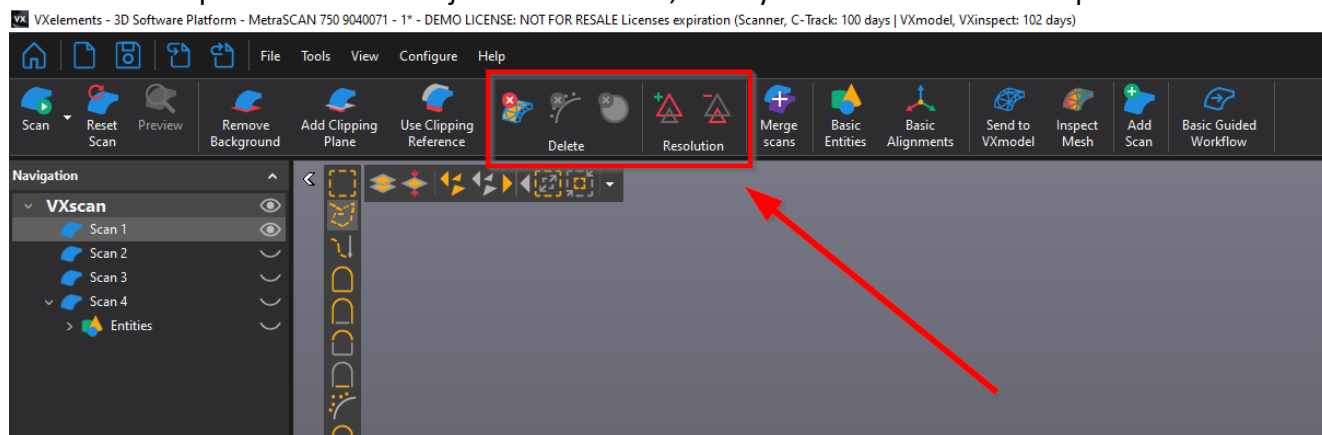 VX VXelements - 3D Software Platform - MetraSCAN 750 9040071 - 1* - DEMO LICENSE: NOT FOR RESALE Licenses expiration (Scanner, C-Track: 100 days | VXmodel, VXinspect: 102 days)
File Tools View Configure Help
Scan Reset Scan Preview Remove Background Add Clipping Plane Use Clipping Reference Delete Resolution Merge scans Basic Entities Basic Alignments Send to VXmodel Inspect Mesh Add Scan Basic Guided Workflow
Navigation
VXscan
Scan 1
Scan 2
Scan 3
Scan 4
Entities